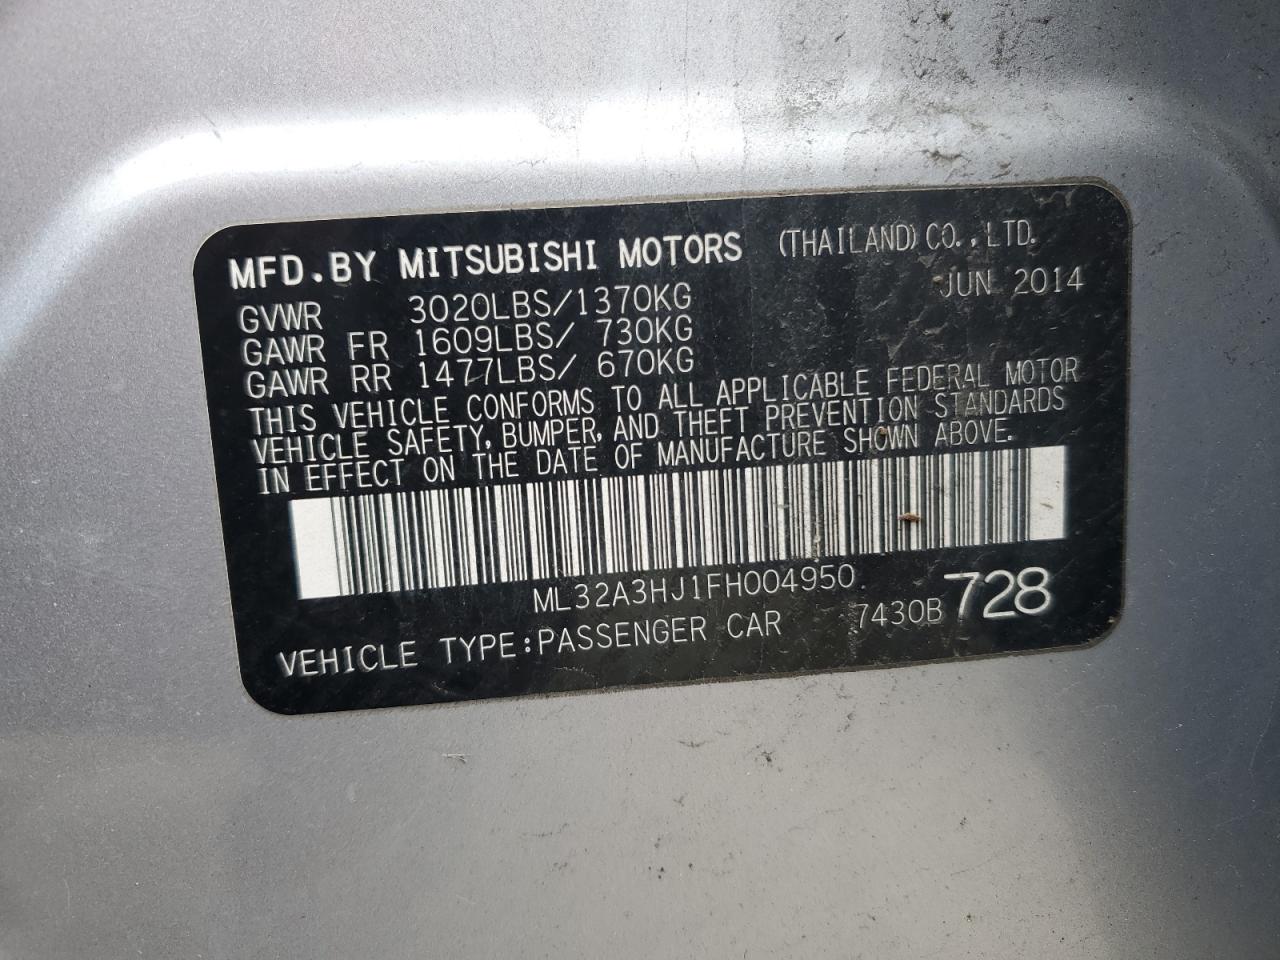 MFD.BY MITSUBISHI MOTORS (THAILAND) CO.,LTD.
GVWR 3020LBS/1370KG JUN 2014
GAWR FR 1609LBS/ 730KG
GAWR RR 1477LBS/ 670KG
THIS VEHICLE CONFORMS TO ALL APPLICABLE FEDERAL MOTOR
VEHICLE SAFETY, BUMPER, AND THEFT PREVENTION STANDARDS
IN EFFECT ON THE DATE OF MANUFACTURE SHOWN ABOVE.
ML32A3HJ1FH004950
VEHICLE TYPE:PASSENGER CAR 7430B 728